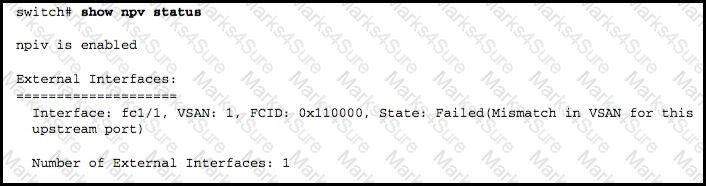 switch# show npv status
npiv is enabled
External Interfaces:
====================
Interface: fc1/1, VSAN: 1, FCID: 0x110000, State: Failed(Mismatch in VSAN for this
upstream port)
Number of External Interfaces: 1
Marks4Sure